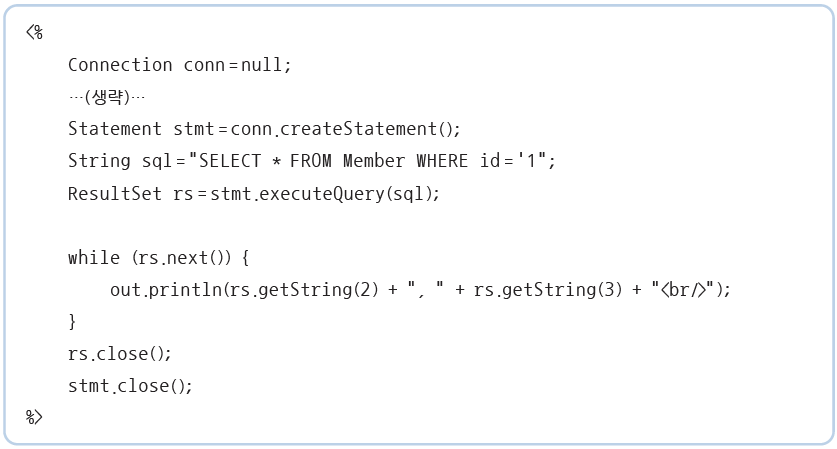 <%
Connection conn=null;
…(생략)…
Statement stmt=conn.createStatement();
String sql="SELECT * FROM Member WHERE id='1";
ResultSet rs=stmt.executeQuery(sql);
while (rs.next()) {
out.println(rs.getString(2) + ", " + rs.getString(3) + "<br/>");
}
rs.close();
stmt.close();
%>